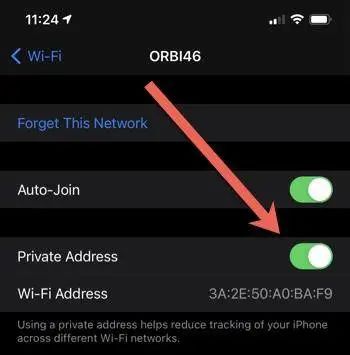 11:24
Wi-Fi
ORBI46
Forget This Network
Auto-Join
Private Address
Wi-Fi Address 3A:2E:50:A0:BA:F9
Using a private address helps reduce tracking of your iPhone
across different Wi-Fi networks.